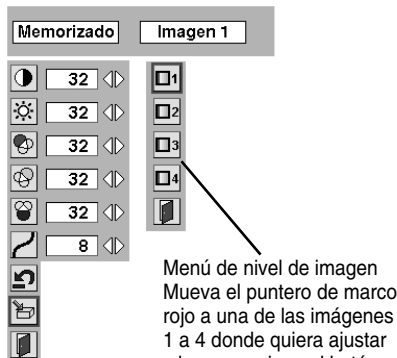 Memorizado Imagen 1
32 1
32 2
32 3
32 4
32
8
Menú de nivel de imagen
Mueva el puntero de marco
rojo a una de las imágenes
1 a 4 donde quiera ajustar